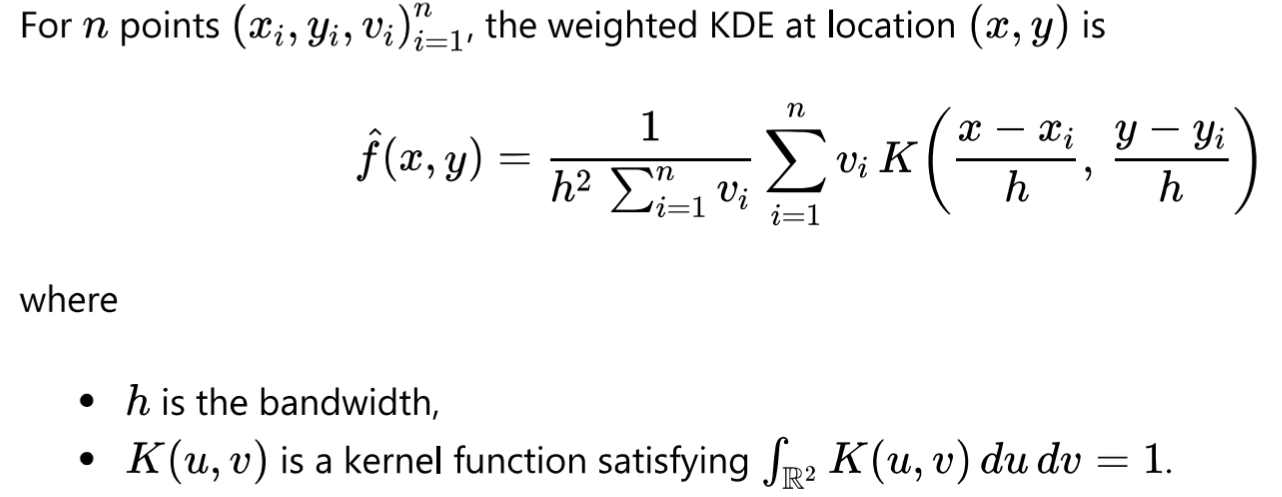 For $n$ points $(x_i, y_i, v_i)_{i=1}^n$, the weighted KDE at location $(x, y)$ is
$$\hat{f}(x, y) = \frac{1}{h^2 \sum_{i=1}^n v_i} \sum_{i=1}^n v_i \, K\left(\frac{x - x_i}{h}, \frac{y - y_i}{h}\right)$$
where
• $h$ is the bandwidth,
• $K(u, v)$ is a kernel function satisfying $\int_{\mathbb{R}^2} K(u, v) \, du \, dv = 1$.